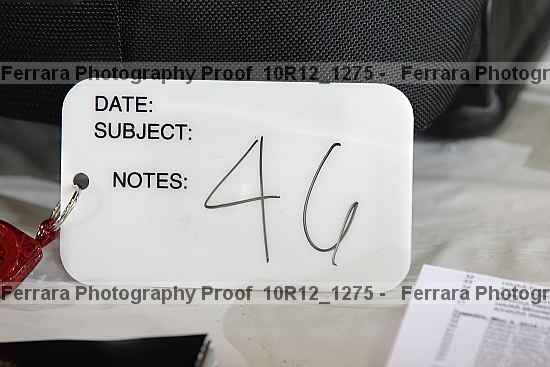 Ferrara Photography Proof 10R12_1275 - Ferrara Photogr
DATE:
SUBJECT:
NOTES: 46
Ferrara Photography Proof 10R12_1275 - Ferrara Photogr